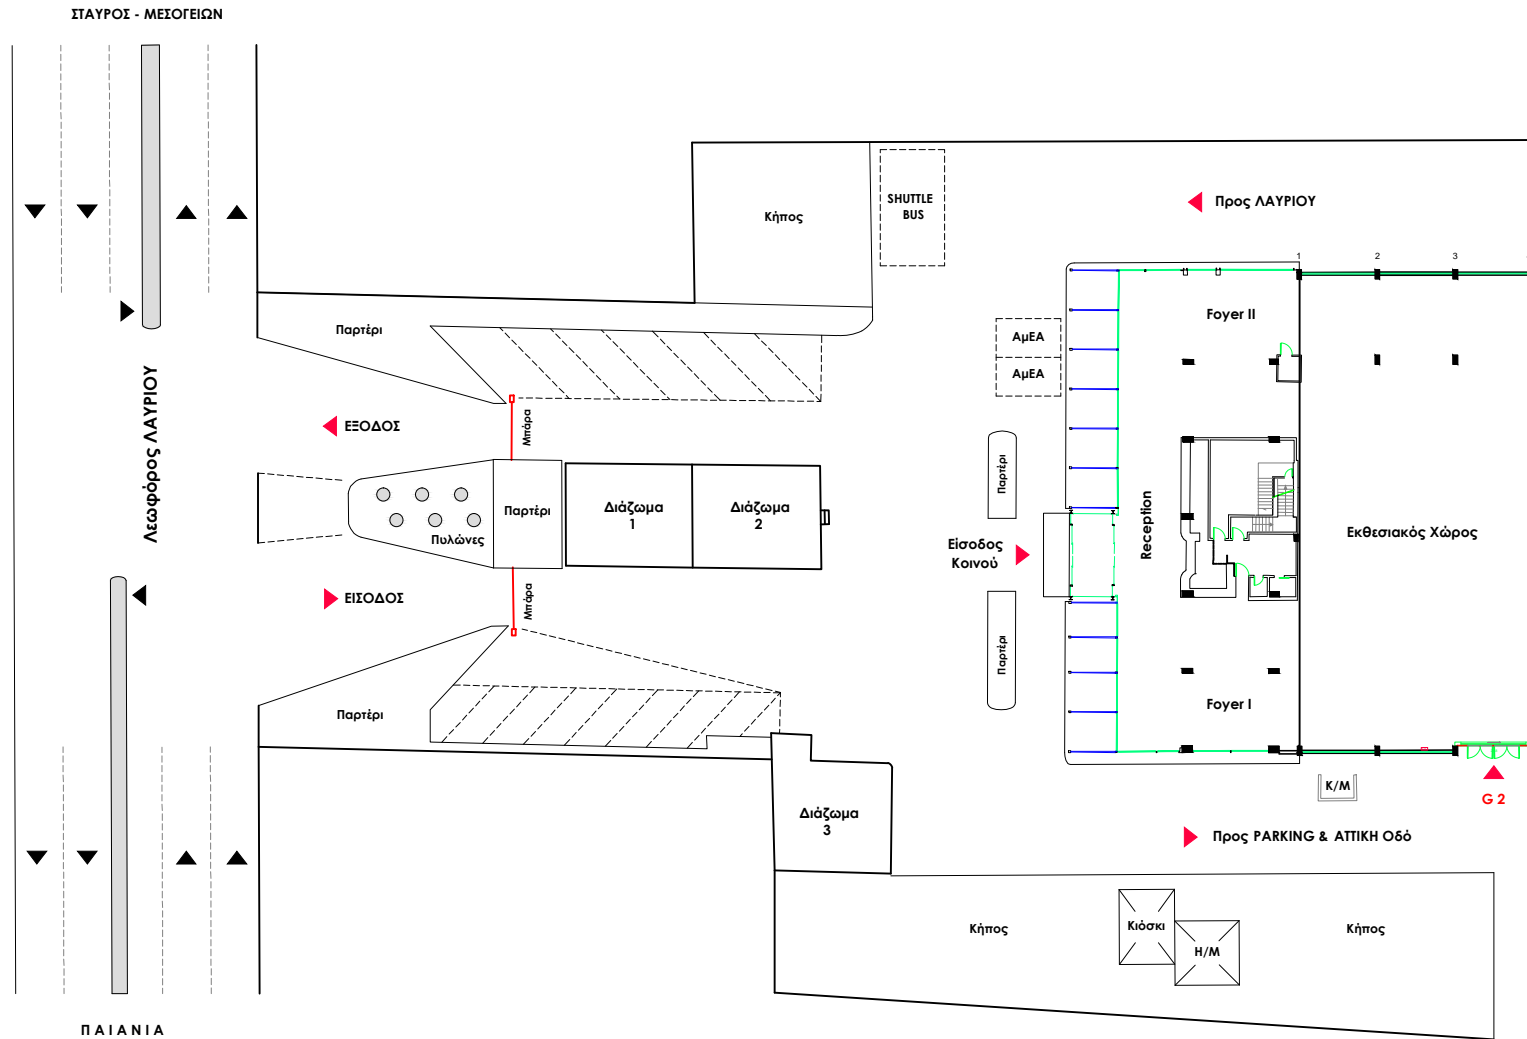 ΣΤΑΥΡΟΣ - ΜΕΣΟΓΕΙΩΝ
Κήπος
SHUTTLE
BUS
Προς ΛΑΥΡΙΟΥ
1
2
3
Παρτέρι
ΑμΕΑ
ΑμΕΑ
Foyer II
Λεωφόρος ΛΑΥΡΙΟΥ
ΕΞΟΔΟΣ
Μπάρα
Παρτέρι
Πυλώνες
Παρτέρι
Διάζωμα
1
Διάζωμα
2
Είσοδος
Κοινού
Reception
Εκθεσιακός Χώρος
ΕΙΣΟΔΟΣ
Μπάρα
Παρτέρι
Παρτέρι
Foyer I
Κ/Μ
G 2
Διάζωμα
3
Προς PARKING & ΑΤΤΙΚΗ Οδό
Κήπος
Κιόσκι
Η/Μ
Κήπος
ΠΑΙΑΝΙΑ